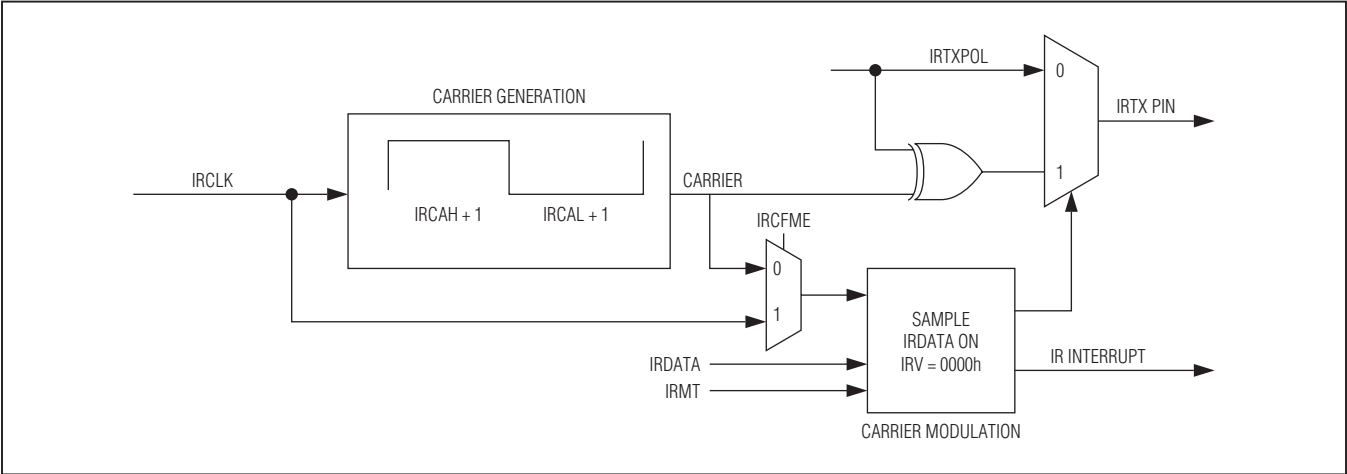 IRTXPOL
0
CARRIER GENERATION
IRTX PIN
1
IRCLK
CARRIER
IRCAH + 1
IRCAL + 1
IRCFME
0
1
SAMPLE
IRDATA ON
IRV = 0000h
IRDATA
IR INTERRUPT
IRMT
CARRIER MODULATION